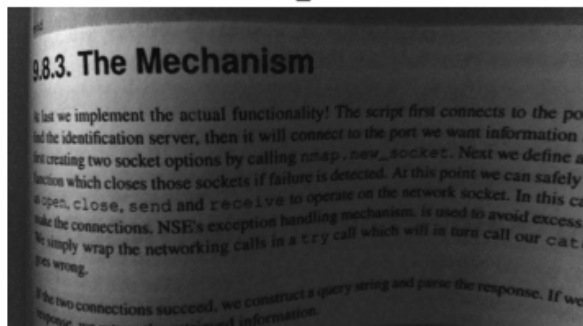 9.8.3. The Mechanism
At last we implement the actual functionality! The script first connects to the po
find the identification server, then it will connect to the port we want information
first creating two socket options by calling nmap.new_socket. Next we define a
function which closes those sockets if failure is detected. At this point we can safely
as open, close, send and receive to operate on the network socket. In this ca
make the connections. NSE's exception handling mechanism. is used to avoid excess
We simply wrap the networking calls in a try call which will in turn call our cat
goes wrong.
If the two connections succeed, we construct a query string and parse the response. If we
response, information.